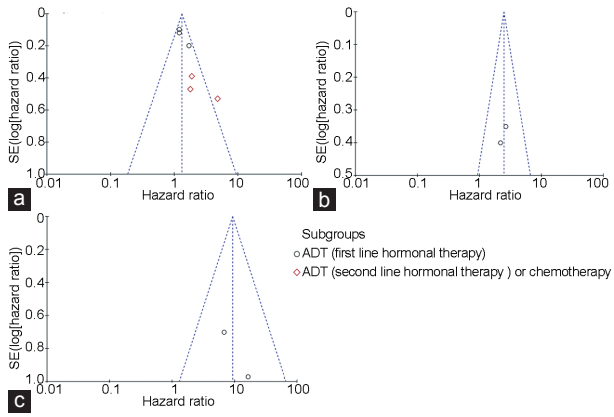 0
0.2
0.4
0.6
0.8
1.0
0.01
0.1
1
10
100
SE(log[hazard ratio])
Hazard ratio
a
0
0.1
0.2
0.3
0.4
0.5
0.01
0.1
1
10
100
SE(log[hazard ratio])
Hazard ratio
b
0
0.2
0.4
0.6
0.8
1.0
0.01
0.1
1
10
100
SE(log[hazard ratio])
Hazard ratio
c
Subgroups
ADT (first line hormonal therapy)
ADT (second line hormonal therapy ) or chemotherapy